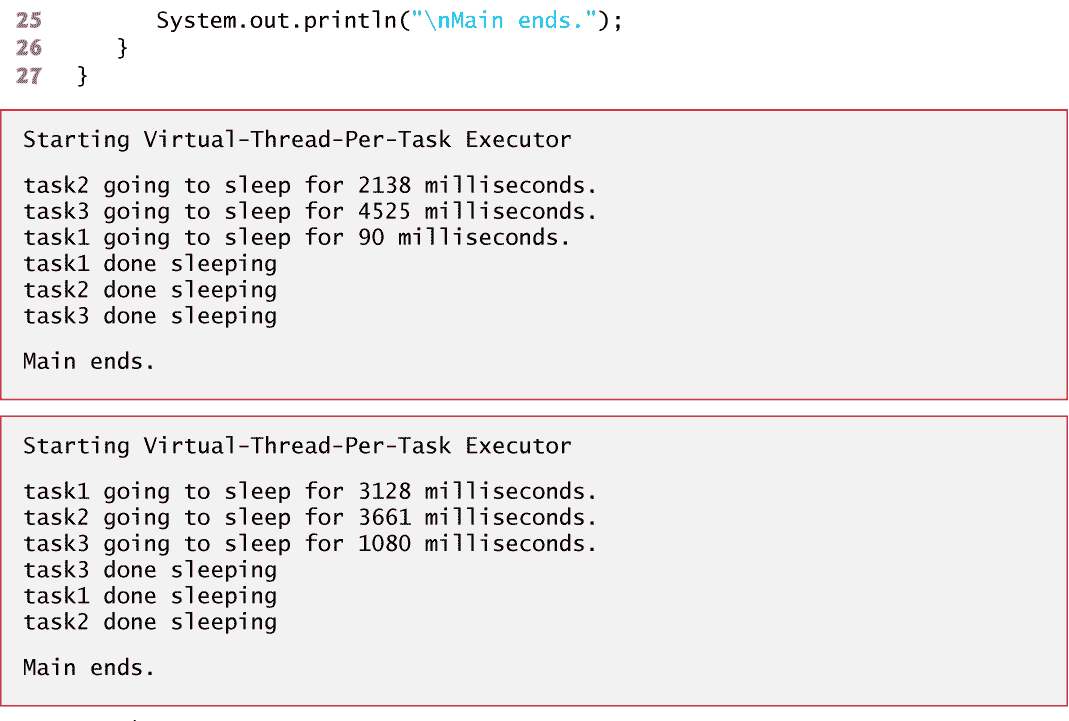 25 System.out.println("\nMain ends.");
26 }
27 }
Starting Virtual-Thread-Per-Task Executor
task2 going to sleep for 2138 milliseconds.
task3 going to sleep for 4525 milliseconds.
task1 going to sleep for 90 milliseconds.
task1 done sleeping
task2 done sleeping
task3 done sleeping
Main ends.
Starting Virtual-Thread-Per-Task Executor
task1 going to sleep for 3128 milliseconds.
task2 going to sleep for 3661 milliseconds.
task3 going to sleep for 1080 milliseconds.
task3 done sleeping
task1 done sleeping
task2 done sleeping
Main ends.